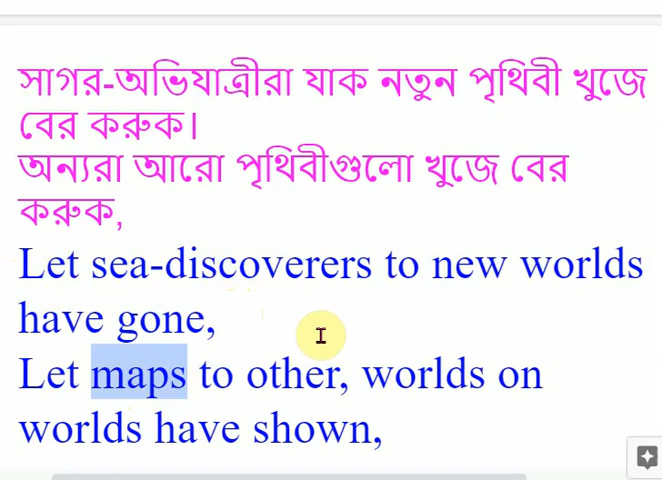 সাগর-অভিযাত্রীরা যাক নতুন পৃথিবী খুজে
বের করুক।
অন্যরা আরো পৃথিবীগুলো খুজে বের
করুক,
Let sea-discoverers to new worlds
have gone,
Let maps to other, worlds on
worlds have shown,